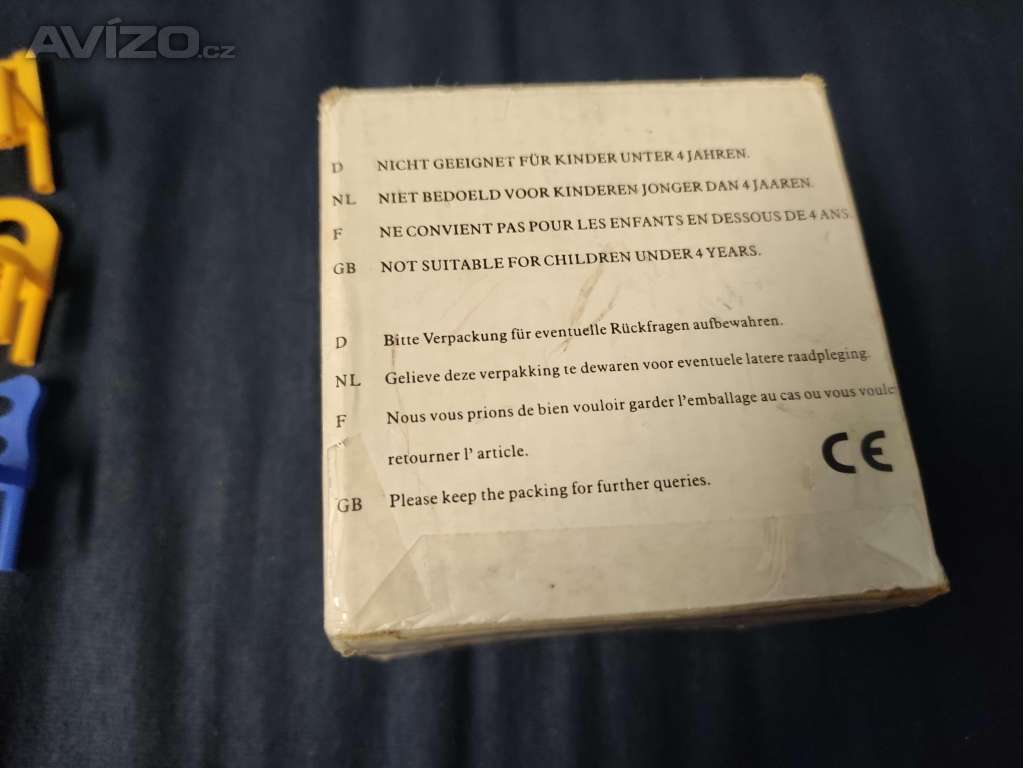 AVÍZO.cz
D NICHT GEEIGNET FÜR KINDER UNTER 4 JAHREN.
NL NIET BEDOELD VOOR KINDEREN JONGER DAN 4 JAAREN.
F NE CONVIENT PAS POUR LES ENFANTS EN DESSOUS DE 4 ANS.
GB NOT SUITABLE FOR CHILDREN UNDER 4 YEARS.
D Bitte Verpackung für eventuelle Rückfragen aufbewahren.
NL Gelieve deze verpakking te dewaren voor eventuele latere raadpleging.
F Nous vous prions de bien vouloir garder l'emballage au cas ou vous voule
retourner l' article.
CE
GB Please keep the packing for further queries.